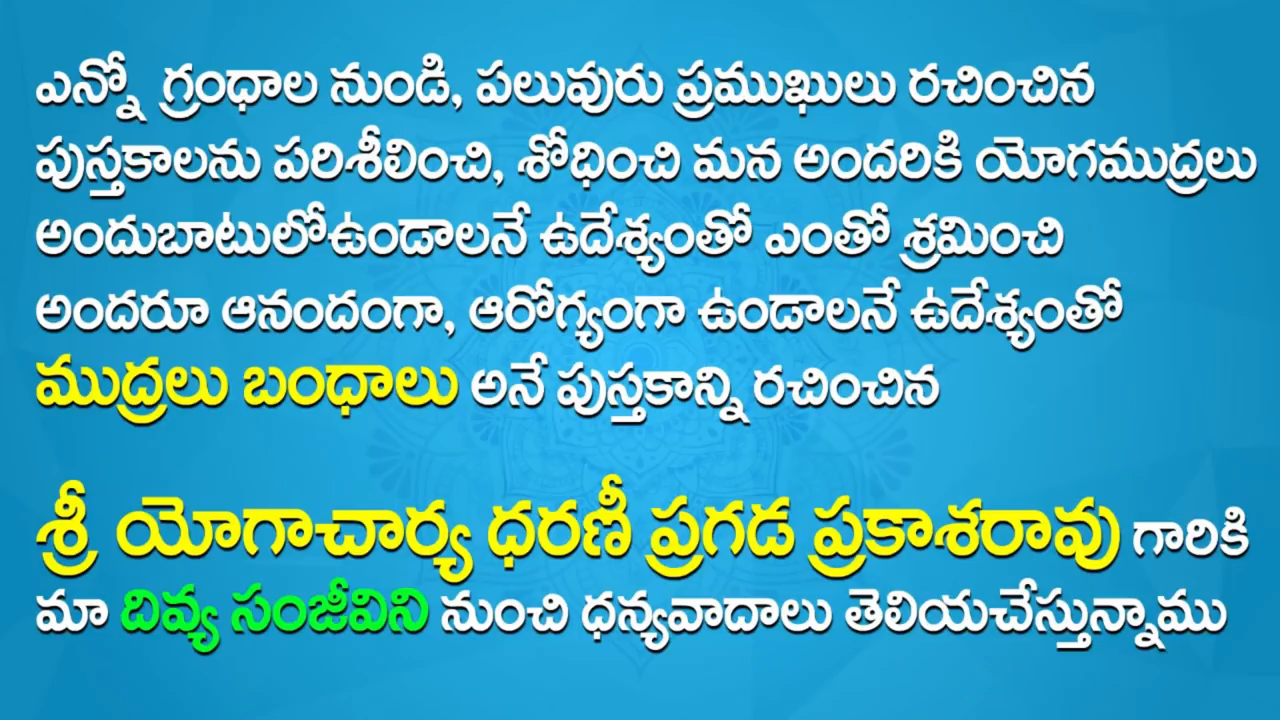 ఎన్నో గ్రంధాల నుండి, పలువురు ప్రముఖులు రచించిన
పుస్తకాలను పరిశీలించి, శోధించి మన అందరికి యోగముద్రలు
అందుబాటులోఉండాలనే ఉదేశ్యంతో ఎంతో శ్రమించి
అందరూ ఆనందంగా, ఆరోగ్యంగా ఉండాలనే ఉదేశ్యంతో
ముద్రలు బంధాలు అనే పుస్తకాన్ని రచించిన
శ్రీ యోగాచార్య ధరణీ ప్రగడ ప్రకాశరావు గారికి
మా దివ్య సంజీవిని నుంచి ధన్యవాదాలు తెలియచేస్తున్నాము